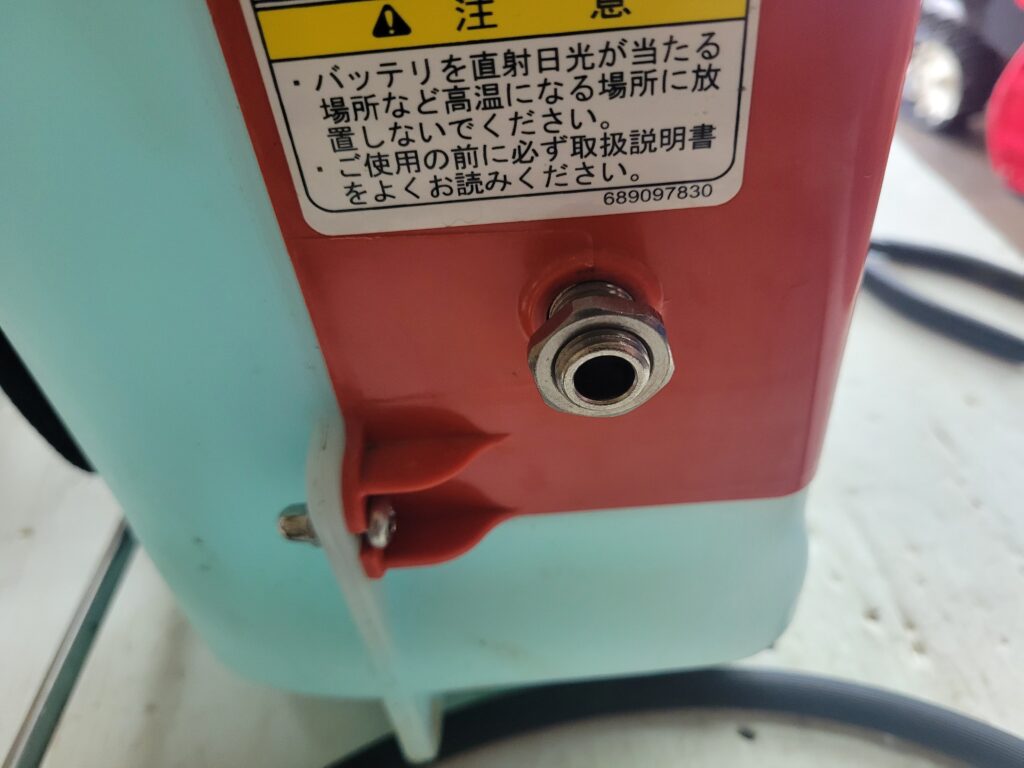 注意
・バッテリを直射日光が当たる
場所など高温になる場所に放
置しないでください。
・ご使用の前に必ず取扱説明書
をよくお読みください。
689097830